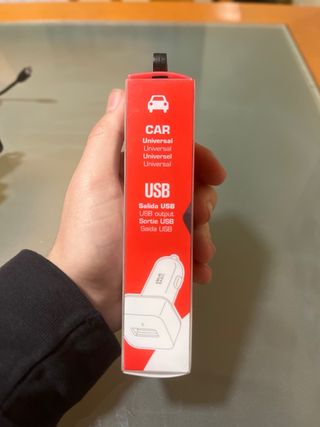 CAR
Universal
Universal
Universel
Universal
USB
Salida USB
USB output
Sortie USB
Saída USB